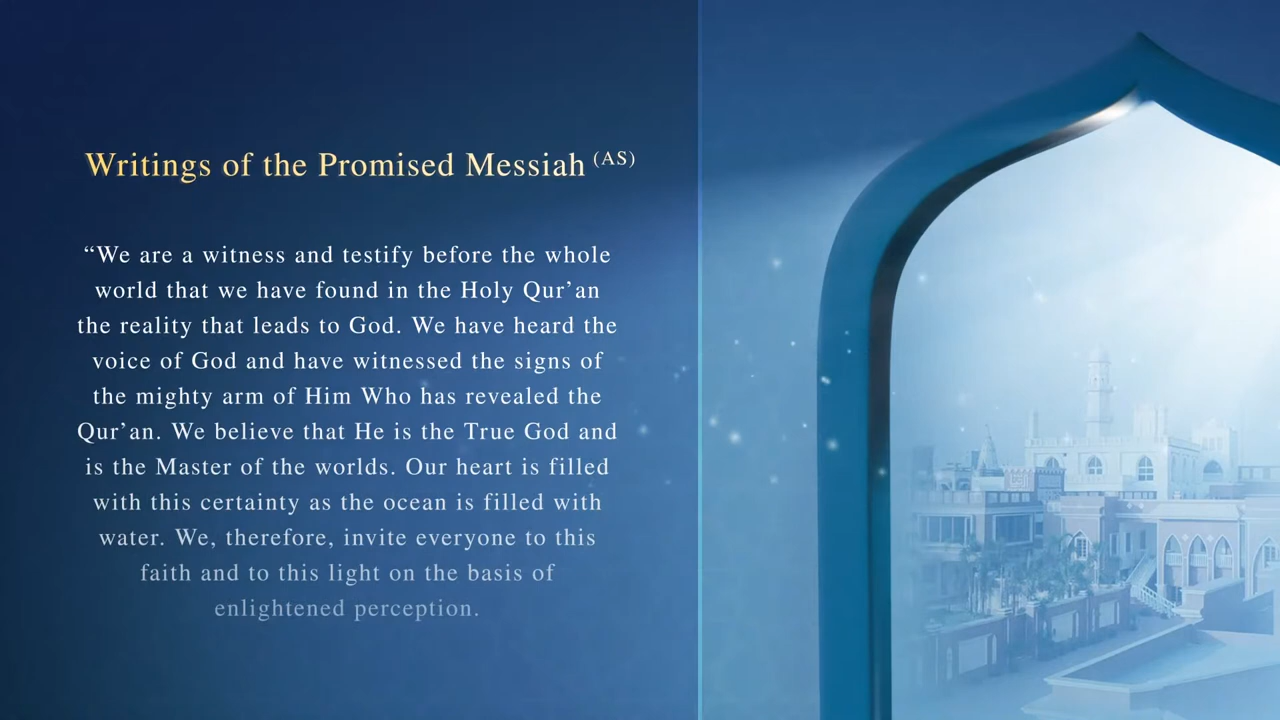 Writings of the Promised Messiah (AS)
“We are a witness and testify before the whole
world that we have found in the Holy Qur’an
the reality that leads to God. We have heard the
voice of God and have witnessed the signs of
the mighty arm of Him Who has revealed the
Qur’an. We believe that He is the True God and
is the Master of the worlds. Our heart is filled
with this certainty as the ocean is filled with
water. We, therefore, invite everyone to this
faith and to this light on the basis of
enlightened perception.